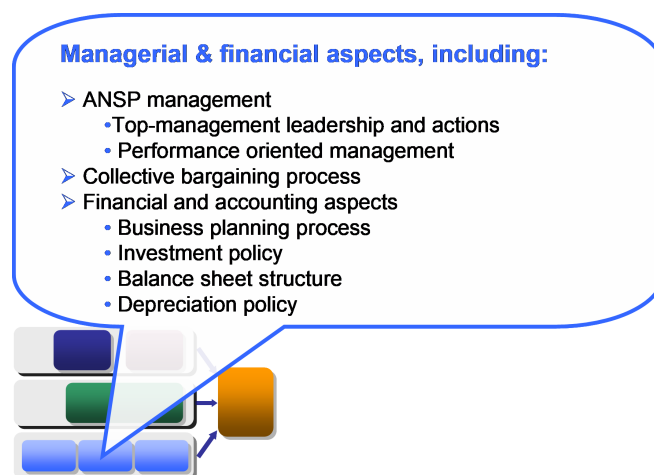 Managerial & financial aspects, including:
➢ ANSP management
•Top-management leadership and actions
• Performance oriented management
➢ Collective bargaining process
➢ Financial and accounting aspects
• Business planning process
• Investment policy
• Balance sheet structure
• Depreciation policy